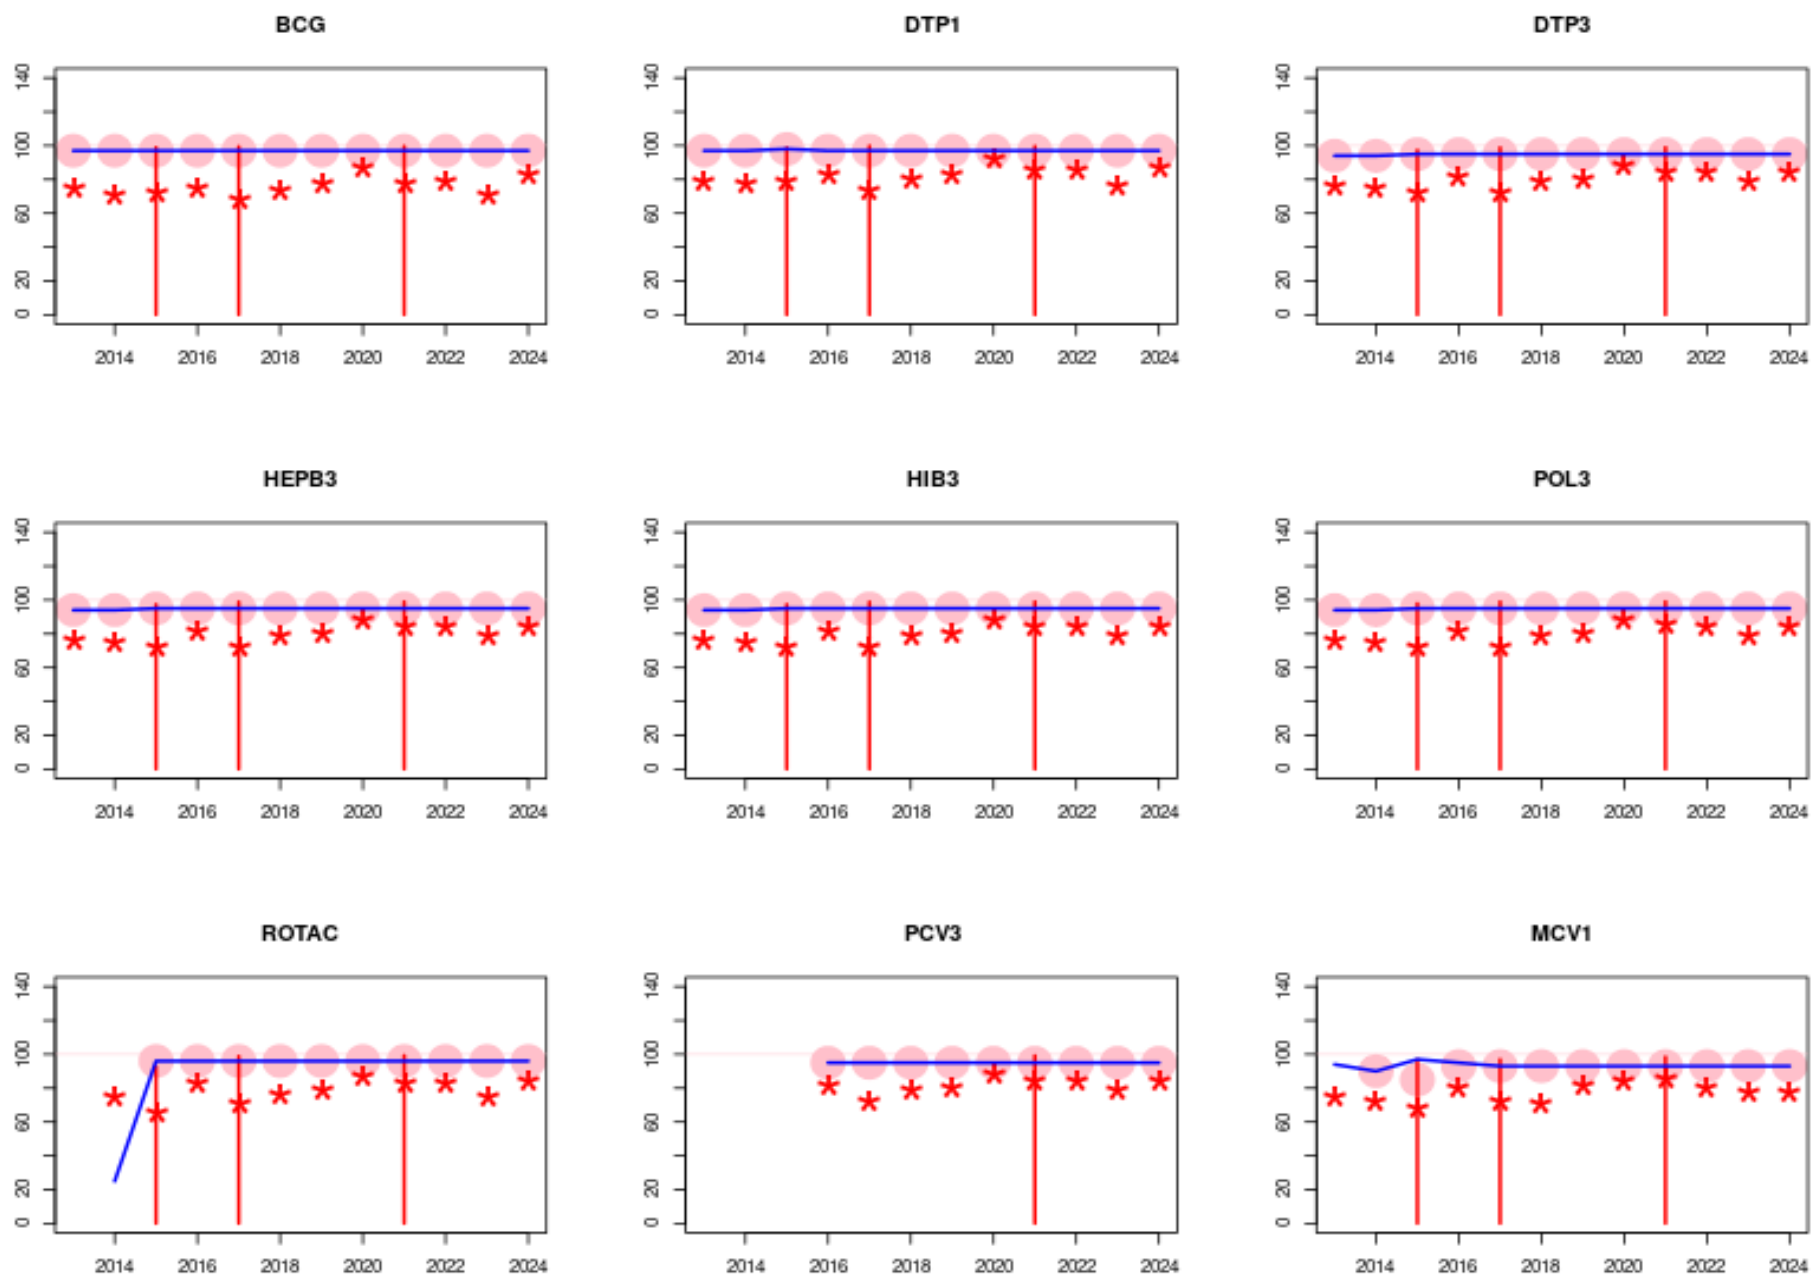 BCG DTP1 DTP3
0 20 60 100 140 0 20 60 100 140 0 20 60 100 140
2014 2016 2018 2020 2022 2024 2014 2016 2018 2020 2022 2024 2014 2016 2018 2020 2022 2024
HEPB3 HIB3 POL3
0 20 60 100 140 0 20 60 100 140 0 20 60 100 140
2014 2016 2018 2020 2022 2024 2014 2016 2018 2020 2022 2024 2014 2016 2018 2020 2022 2024
ROTAC PCV3 MCV1
0 20 60 100 140 0 20 60 100 140 0 20 60 100 140
2014 2016 2018 2020 2022 2024 2014 2016 2018 2020 2022 2024 2014 2016 2018 2020 2022 2024